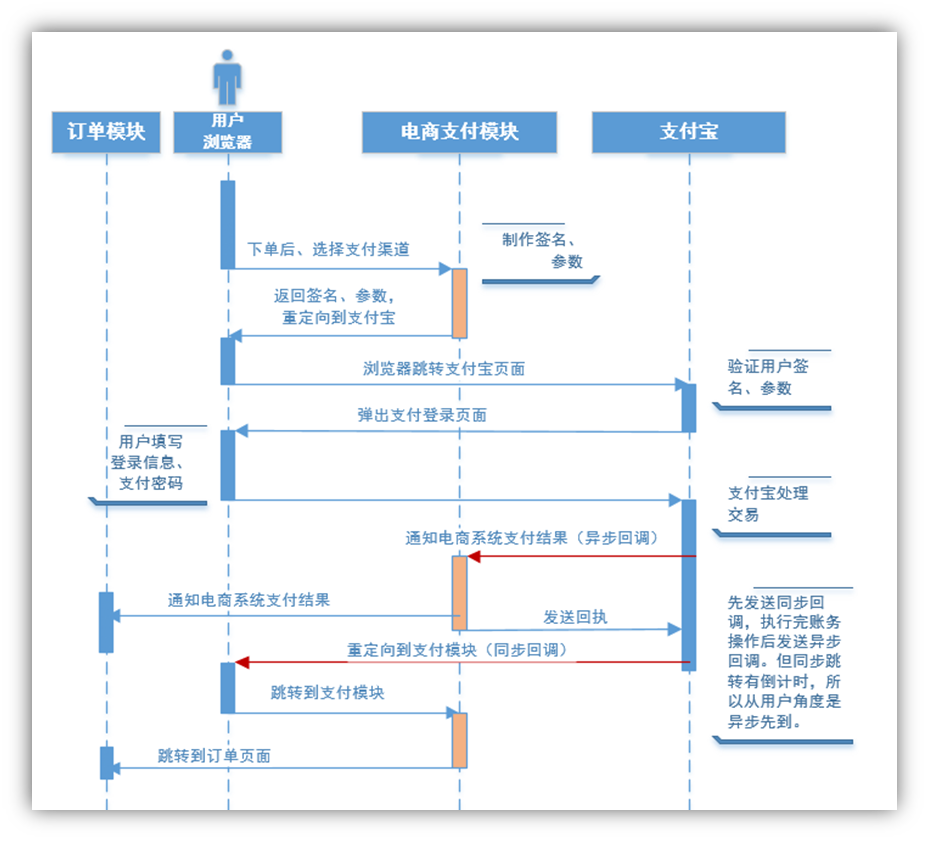 订单模块
用户
浏览器
电商支付模块
支付宝
下单后、选择支付渠道
制作签名、
参数
返回签名、参数，
重定向到支付宝
浏览器跳转支付宝页面
验证用户签
名、参数
弹出支付登录页面
用户填写
登录信息、
支付密码
支付宝处理
交易
通知电商系统支付结果（异步回调）
通知电商系统支付结果
发送回执
先发送同步回
调，执行完账务
操作后发送异步
回调。但同步跳
转有倒计时，所
以从用户角度是
异步先到。
重定向到支付模块（同步回调）
跳转到支付模块
跳转到订单页面